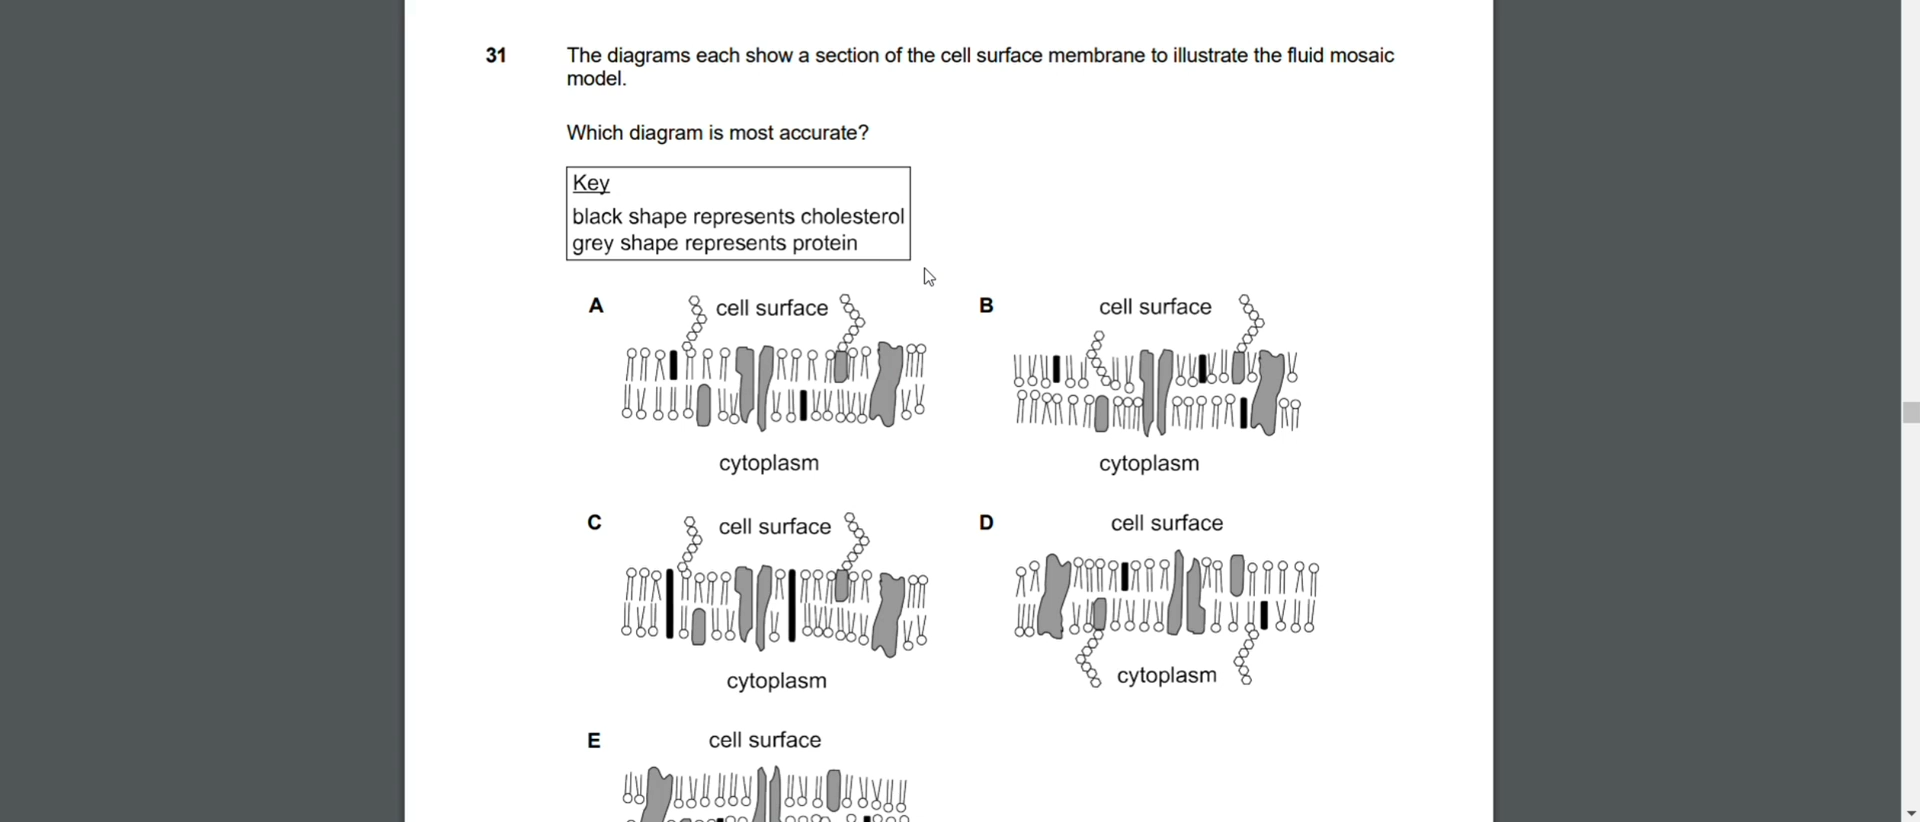 31 The diagrams each show a section of the cell surface membrane to illustrate the fluid mosaic
model.
Which diagram is most accurate?
Key
black shape represents cholesterol
grey shape represents protein
A cell surface
cytoplasm
B cell surface
cytoplasm
C cell surface
cytoplasm
D cell surface
cytoplasm
E cell surface